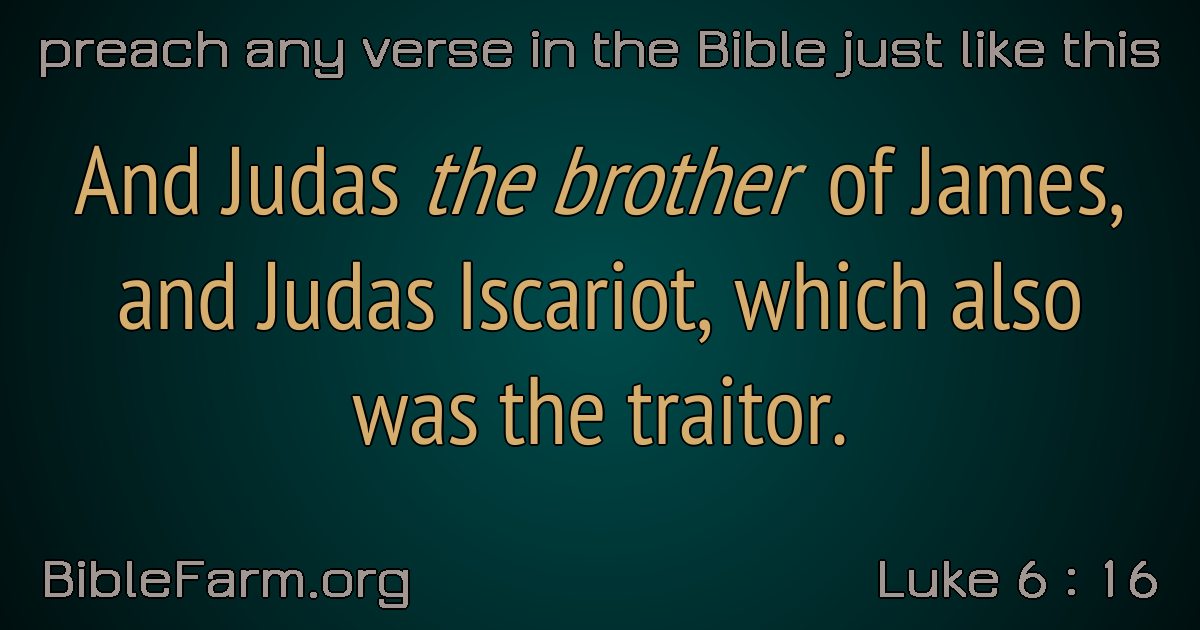 preach any verse in the Bible just like this
And Judas the brother of James,
and Judas Iscariot, which also
was the traitor.
BibleFarm.org
Luke 6 : 16